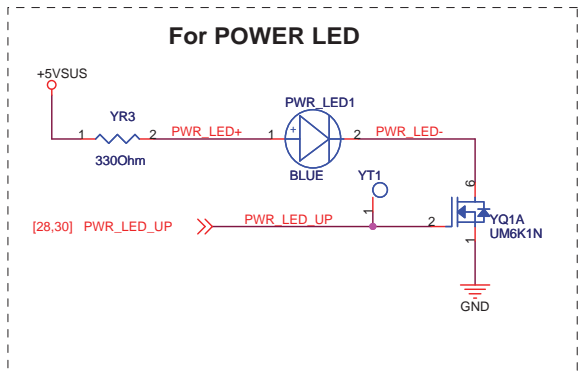 For POWER LED
+5VSUS
YR3
PWR_LED1
1 2 PWR_LED+ 1 + 2 PWR_LED-
330Ohm
BLUE
YT1
6
[28,30] PWR_LED_UP PWR_LED_UP 1 2
YQ1A
UM6K1N
1
GND